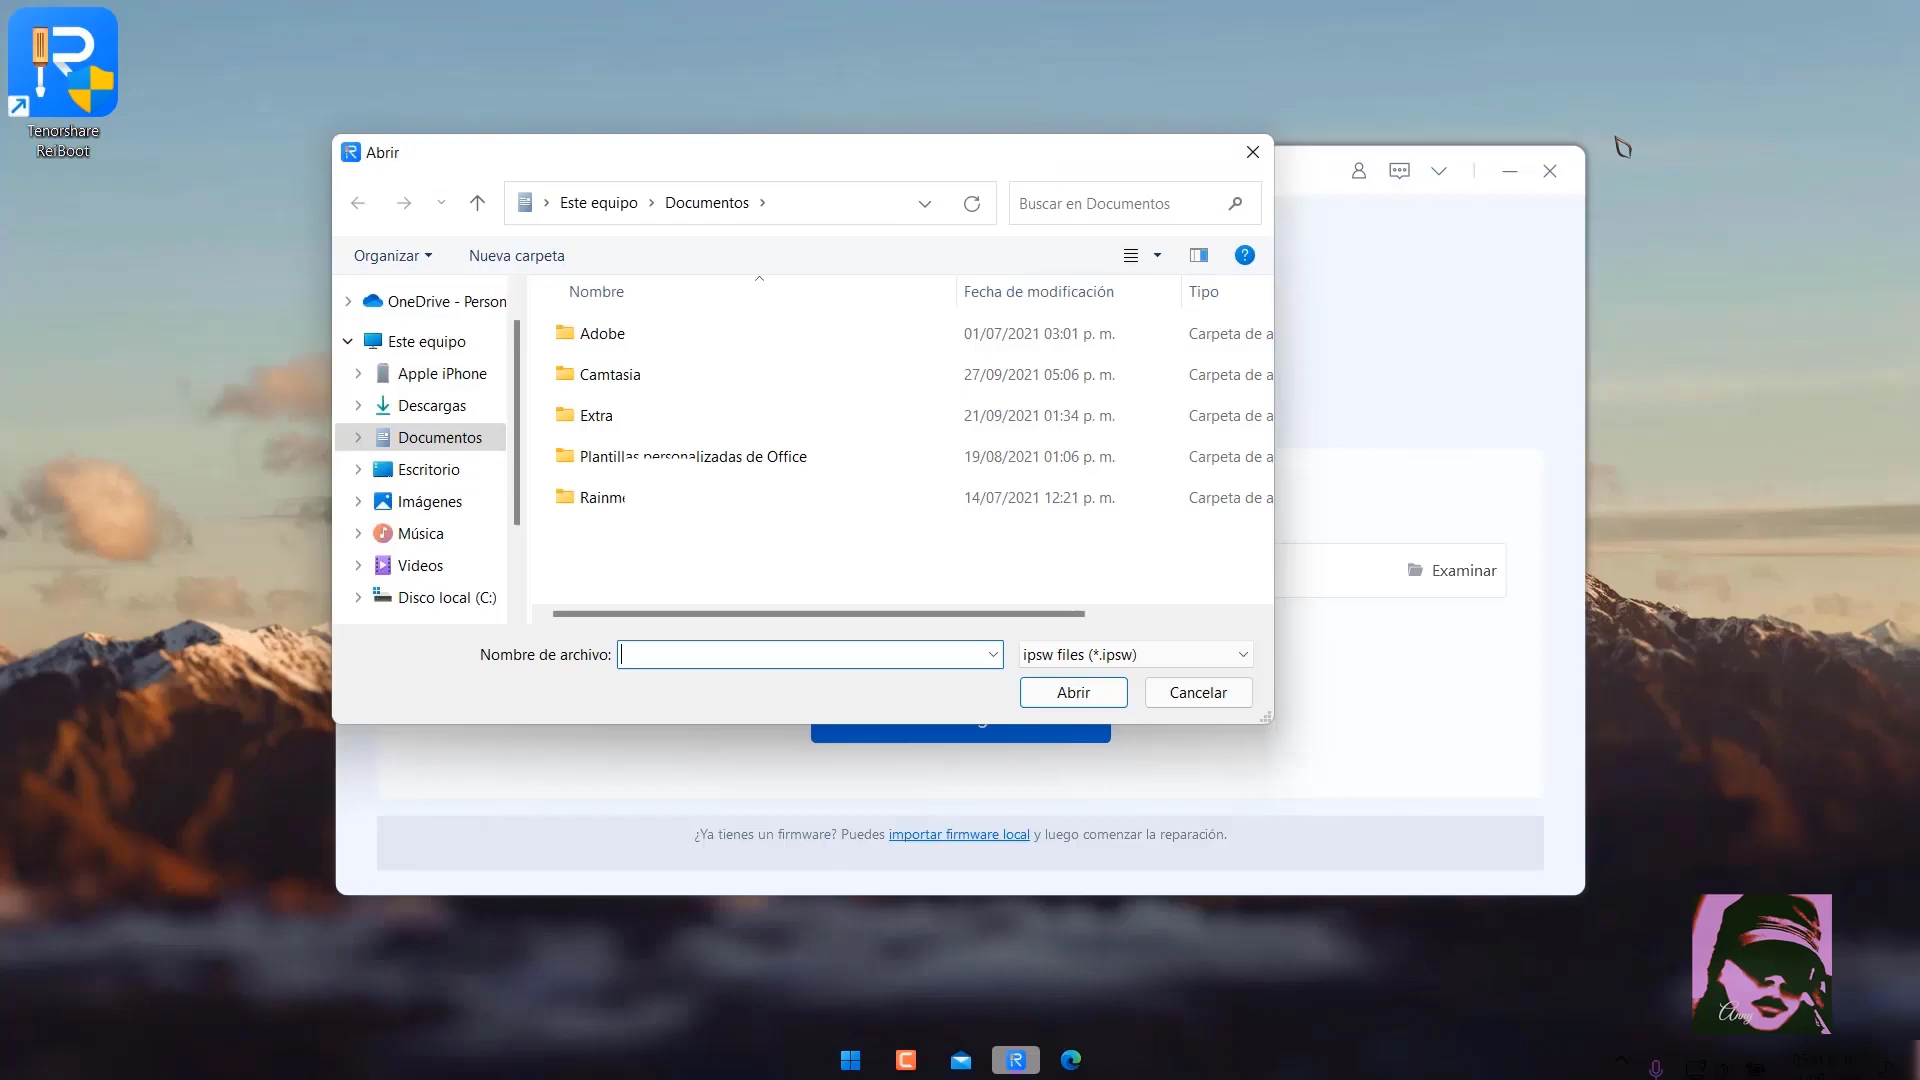 Tenorshare
ReiBoot
Abrir
Este equipo
Documentos
Buscar en Documentos
Organizar
Nueva carpeta
Nombre
Fecha de modificación
Tipo
OneDrive - Person
Este equipo
Apple iPhone
Descargas
Documentos
Escritorio
Imágenes
Música
Videos
Disco local (C:)
Adobe 01/07/2021 03:01 p. m. Carpeta de a
Camtasia 27/09/2021 05:06 p. m. Carpeta de a
Extra 21/09/2021 01:34 p. m. Carpeta de a
Plantillas personalizadas de Office 19/08/2021 01:06 p. m. Carpeta de a
Rainme 14/07/2021 12:21 p. m. Carpeta de a
Examinar
Nombre de archivo:
ipsw files (*.ipsw)
Abrir
Cancelar
¿Ya tienes un firmware? Puedes importar firmware local y luego comenzar la reparación.
Anny